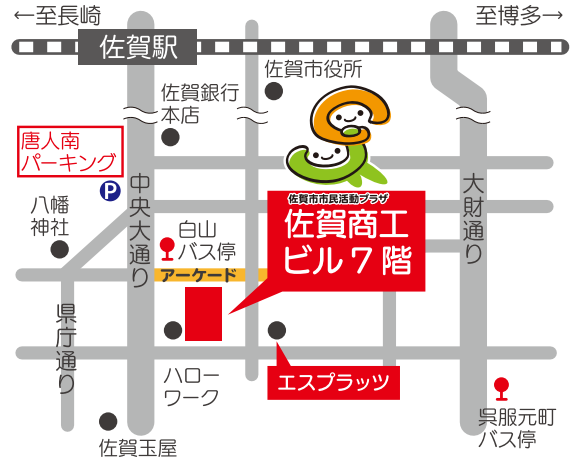 ←至長崎
至博多→
佐賀駅
佐賀市役所
佐賀銀行
本店
唐人南
パーキング
P
中央大通り
大財通り
八幡
神社
白山
バス停
佐賀市市民活動プラザ
佐賀商工
ビル7階
アーケード
県庁通り
ハロー
ワーク
エスプラッツ
呉服元町
バス停
佐賀玉屋